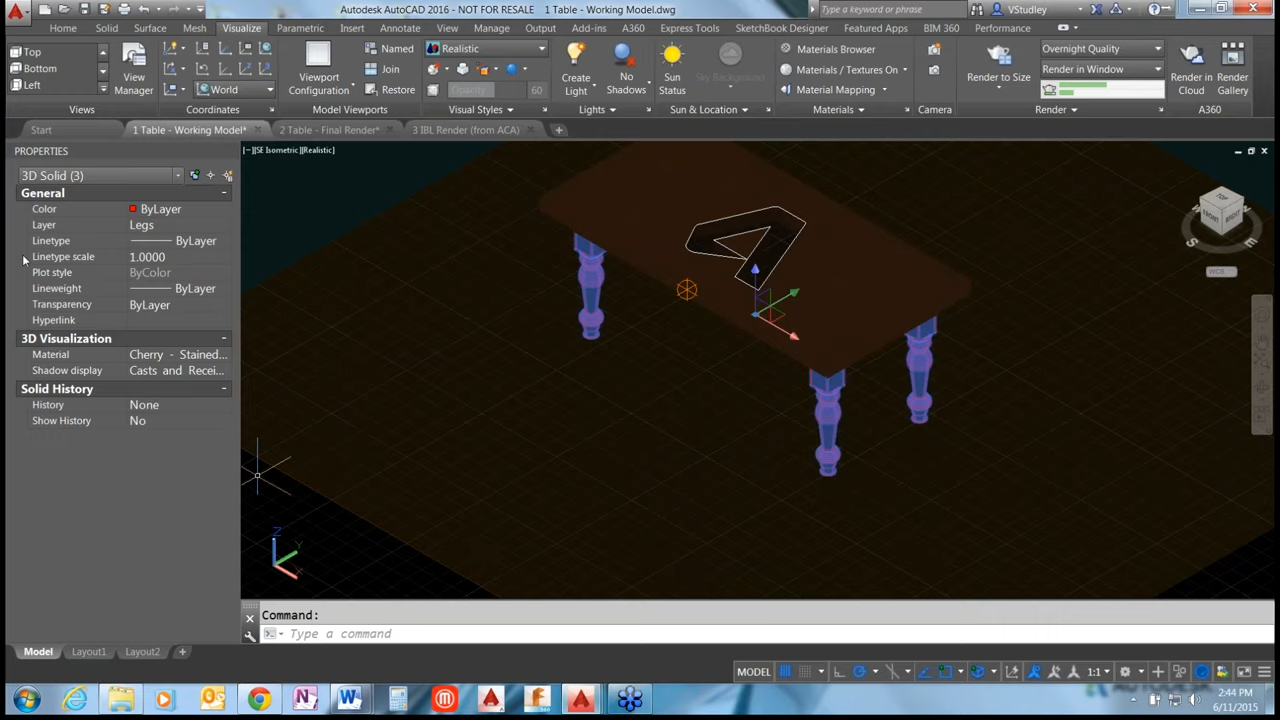 Autodesk AutoCAD 2016 - NOT FOR RESALE 1 Table - Working Model.dwg
Type a keyword or phrase
VStudley
Home Solid Surface Mesh Visualize Parametric Insert Annotate View Manage Output Add-ins A360 Express Tools SketchBook Designer Featured Apps BIM 360 Performance
Top
Bottom
Left
View Manager
Views
World
Coordinates
Viewport Configuration
Named
Join
Restore
Model Viewports
Realistic
Opacity 60
Visual Styles
Create Light
No Shadows
Lights
Sun Status
Sky Background
Sun & Location
Materials Browser
Materials / Textures On
Material Mapping
Materials
Camera
Render to Size
Overnight Quality
Render in Window
Render
Render in Cloud
Render Gallery
A360
Start
1 Table - Working Model*
2 Table - Final Render*
3 IBL Render (from ACA)
PROPERTIES
3D Solid (3)
General
Color ByLayer
Layer Legs
Linetype ByLayer
Linetype scale 1.0000
Plot style ByColor
Lineweight ByLayer
Transparency ByLayer
Hyperlink
3D Visualization
Material Cherry - Stained...
Shadow display Casts and Recei...
Solid History
History None
Show History No
[−][SE Isometric][Realistic]
TOP
FRONT
RIGHT
S
E
WCS
Z
Y
X
Command:
Type a command
Model Layout1 Layout2
MODEL
1:1
2:44 PM
6/11/2015